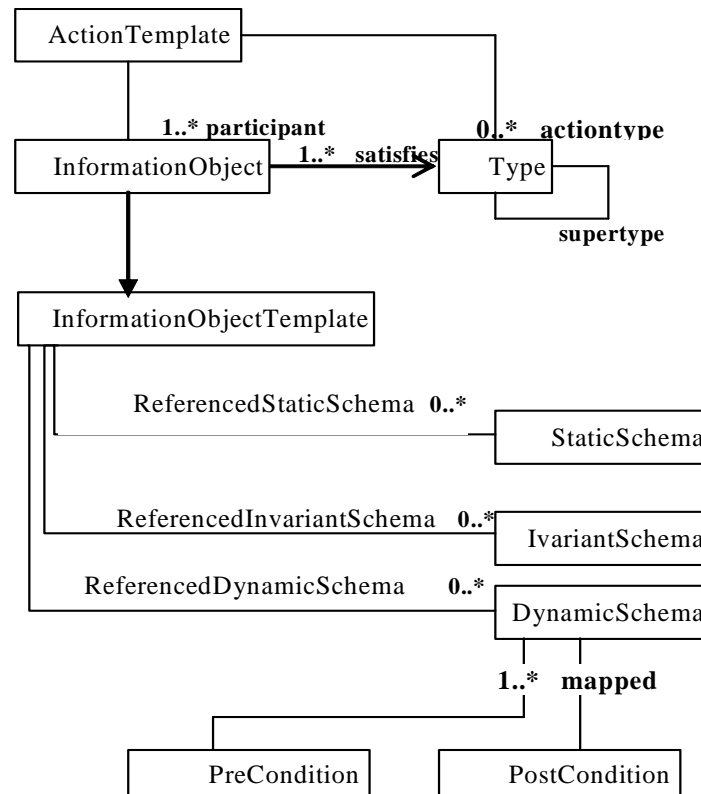 ActionTemplate
1..* participant
0..* actiontype
InformationObject
1..* satisfies
Type
supertype
InformationObjectTemplate
ReferencedStaticSchema 0..*
StaticSchema
ReferencedInvariantSchema 0..*
IvariantSchema
ReferencedDynamicSchema 0..*
DynamicSchema
1..* mapped
PreCondition
PostCondition